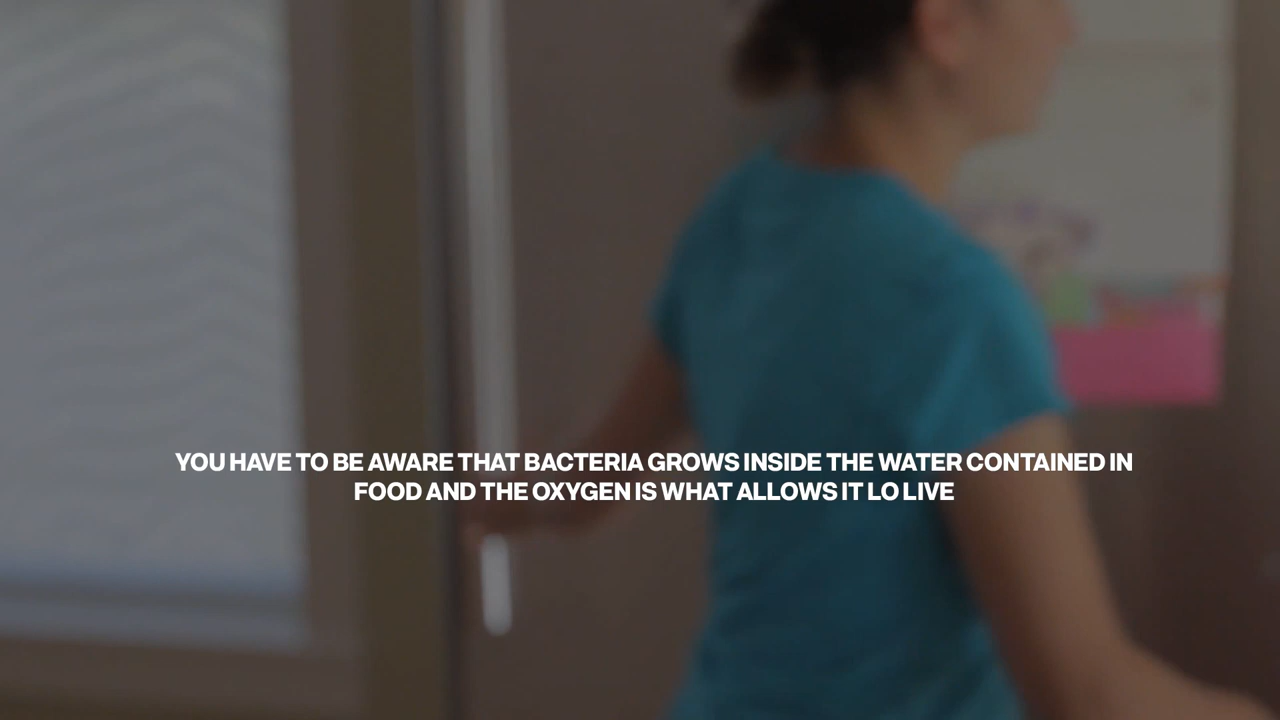 YOU HAVE TO BE AWARE THAT BACTERIA GROWS INSIDE THE WATER CONTAINED IN
FOOD AND THE OXYGEN IS WHAT ALLOWS IT LO LIVE